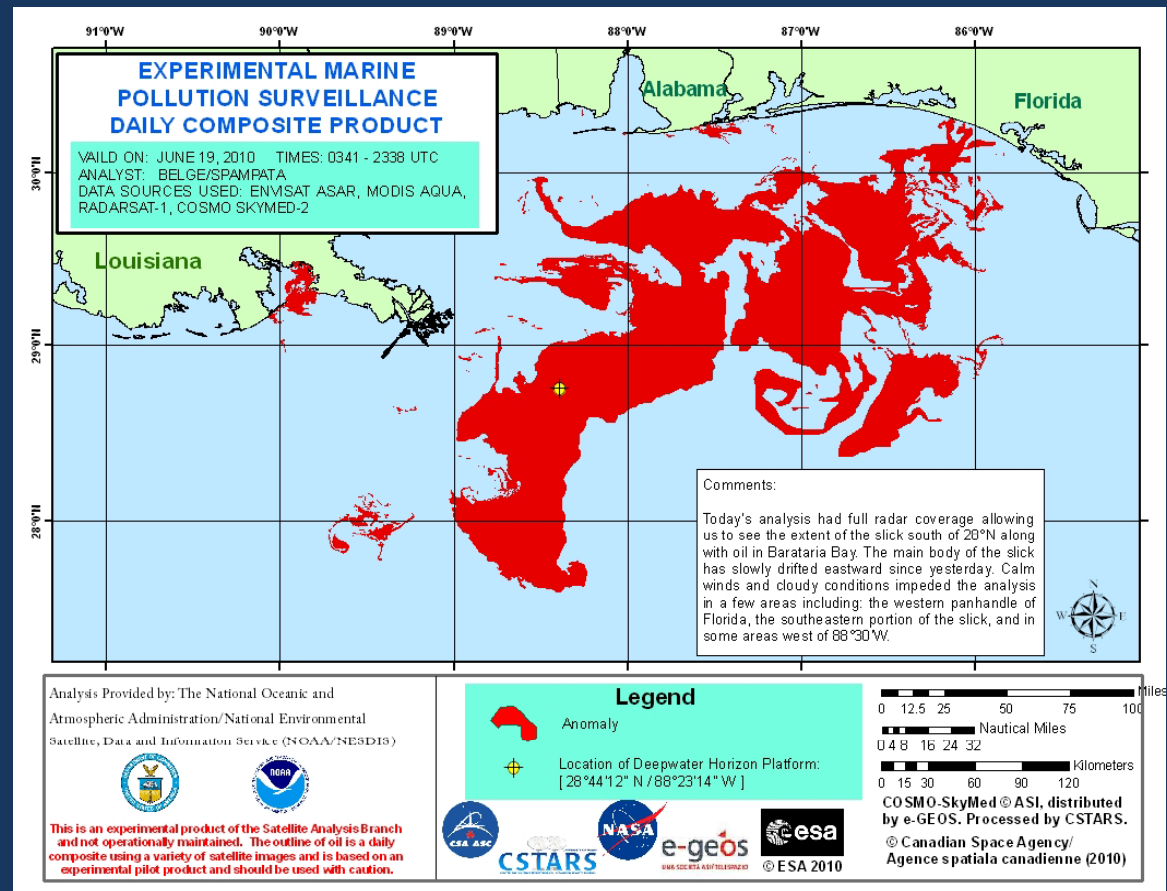 91°0'W 90°0'W 89°0'W 88°0'W 87°0'W 86°0'W
EXPERIMENTAL MARINE
POLLUTION SURVEILLANCE
DAILY COMPOSITE PRODUCT
VAILD ON: JUNE 19, 2010 TIMES: 0341 - 2338 UTC
ANALYST: BELGE/SPAMPATA
DATA SOURCES USED: ENVISAT ASAR, MODIS AQUA,
RADARSAT-1, COSMO SKYMED-2
Alabama
Florida
Louisiana
30°0'N
29°0'N
28°0'N
Comments:
Today's analysis had full radar coverage allowing
us to see the extent of the slick south of 28°N along
with oil in Barataria Bay. The main body of the slick
has slowly drifted eastward since yesterday. Calm
winds and cloudy conditions impeded the analysis
in a few areas including: the western panhandle of
Florida, the southeastern portion of the slick, and in
some areas west of 88°30'W.
N
W E
S
Analysis Provided by: The National Oceanic and
Atmospheric Administration/National Environmental
Satellite, Data and Information Service (NOAA/NESDIS)
NOAA
This is an experimental product of the Satellite Analysis Branch
and not operationally maintained. The outline of oil is a daily
composite using a variety of satellite images and is based on an
experimental pilot product and should be used with caution.
Legend
Anomaly
Location of Deepwater Horizon Platform:
[ 28°44'12" N / 88°23'14" W ]
CSA ASC
CSTARS
NASA
e-geos
UNA SOCIETÀ ASI/TELESPAZIO
esa
© ESA 2010
Miles
0 12.5 25 50 75 100
Nautical Miles
0 4 8 16 24 32
Kilometers
0 15 30 60 90 120
COSMO-SkyMed © ASI, distributed
by e-GEOS. Processed by CSTARS.
© Canadian Space Agency/
Agence spatiala canadienne (2010)